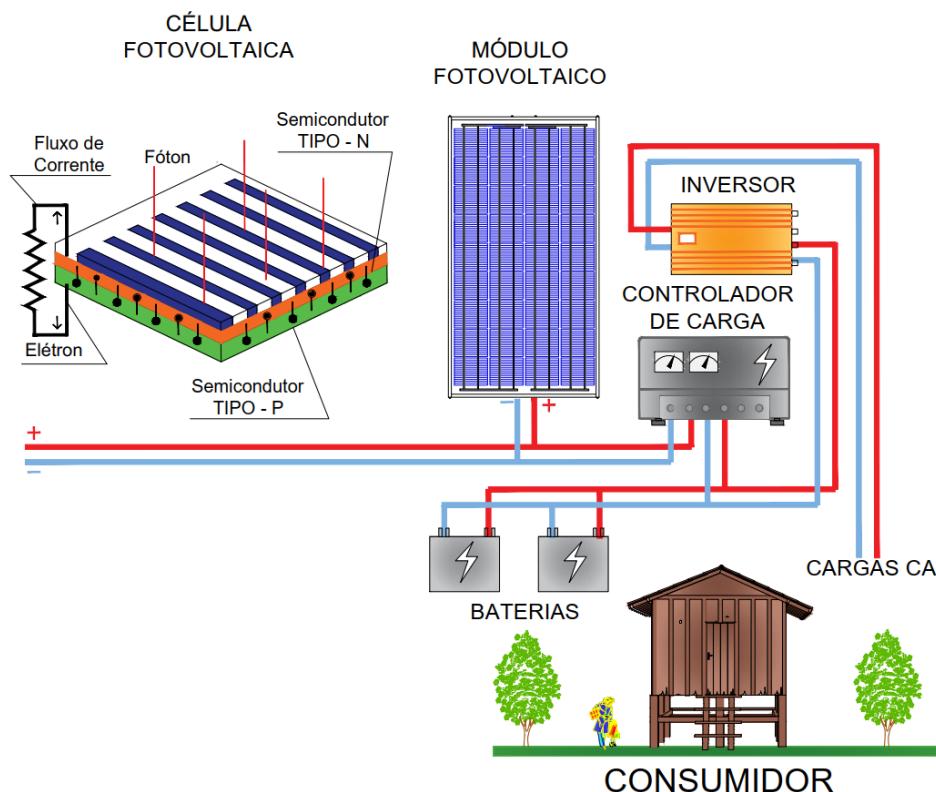 CÉLULA
FOTOVOLTAICA
MÓDULO
FOTOVOLTAICO
Semicondutor
TIPO - N
Fluxo de
Corrente
Fóton
INVERSOR
CONTROLADOR
DE CARGA
Elétron
Semicondutor
TIPO - P
− +
+
−
CARGAS CA
BATERIAS
CONSUMIDOR